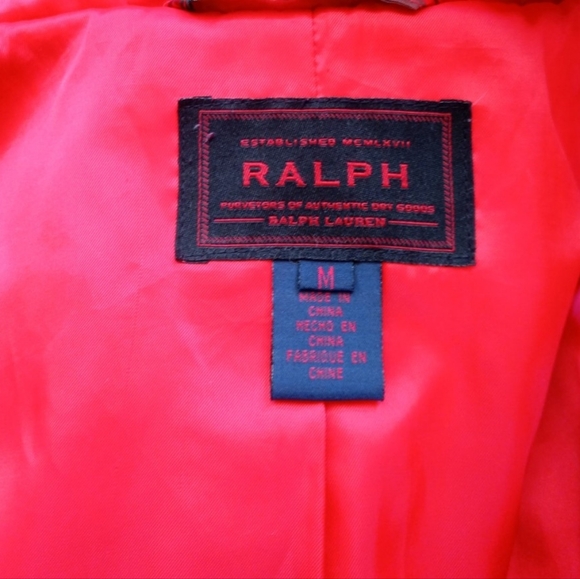 ESTABLISHED MCMLXVII
RALPH
PURVEYORS OF AUTHENTIC DRY GOODS
RALPH LAUREN
M
MADE IN
CHINA
HECHO EN
CHINA
FABRIQUE EN
CHINE